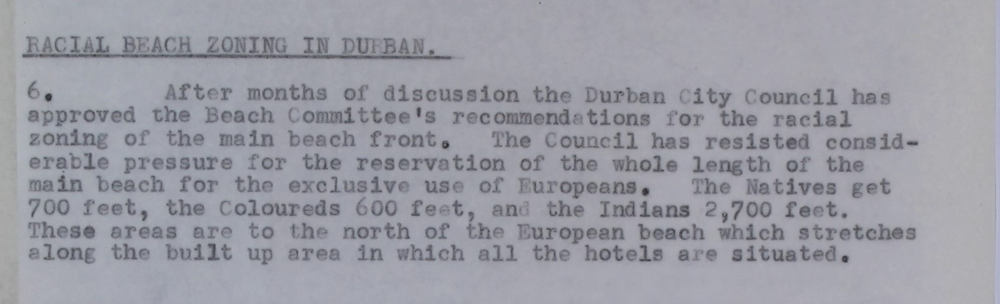 RACIAL BEACH ZONING IN DURBAN.
6. After months of discussion the Durban City Council has
approved the Beach Committee's recommendations for the racial
zoning of the main beach front. The Council has resisted consid-
erable pressure for the reservation of the whole length of the
main beach for the exclusive use of Europeans. The Natives get
700 feet, the Coloureds 600 feet, and the Indians 2,700 feet.
These areas are to the north of the European beach which stretches
along the built up area in which all the hotels are situated.